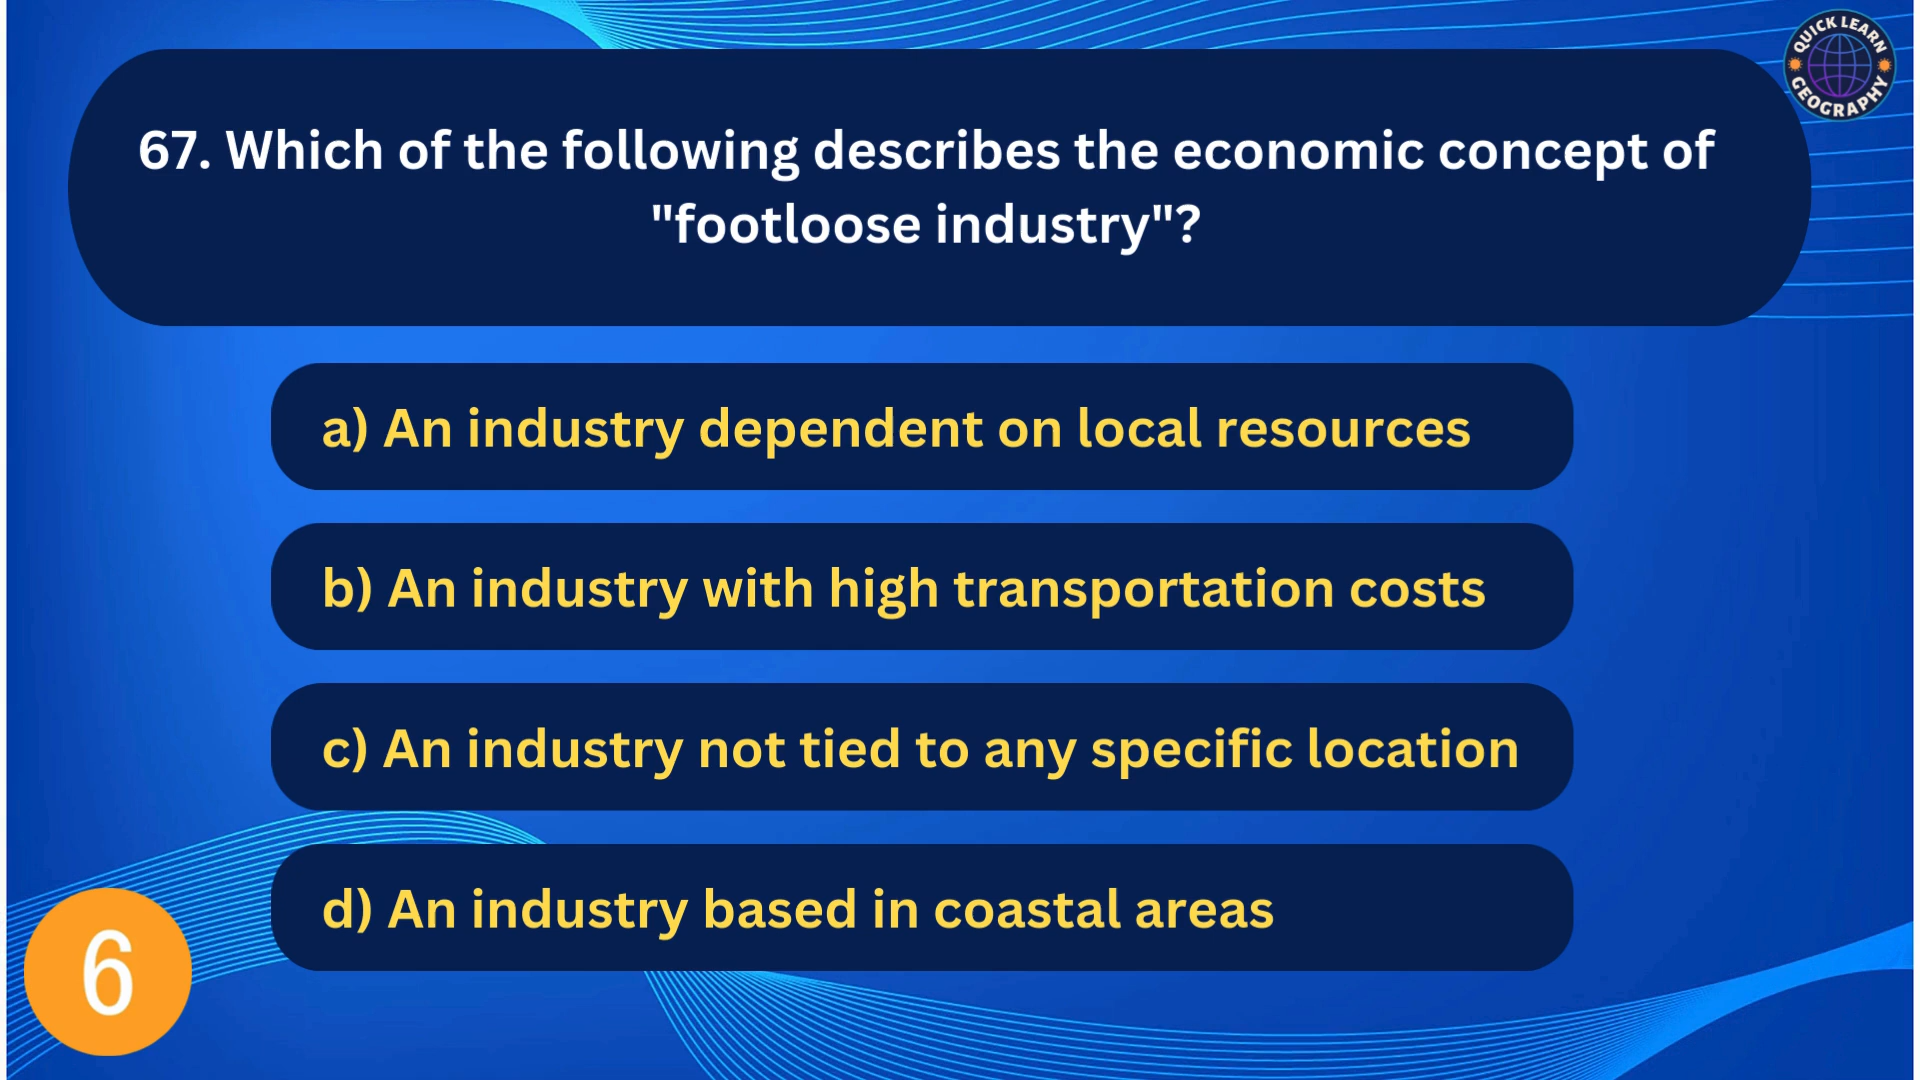 QUICK LEARN
GEOGRAPHY
67. Which of the following describes the economic concept of
"footloose industry"?
a) An industry dependent on local resources
b) An industry with high transportation costs
c) An industry not tied to any specific location
d) An industry based in coastal areas
6